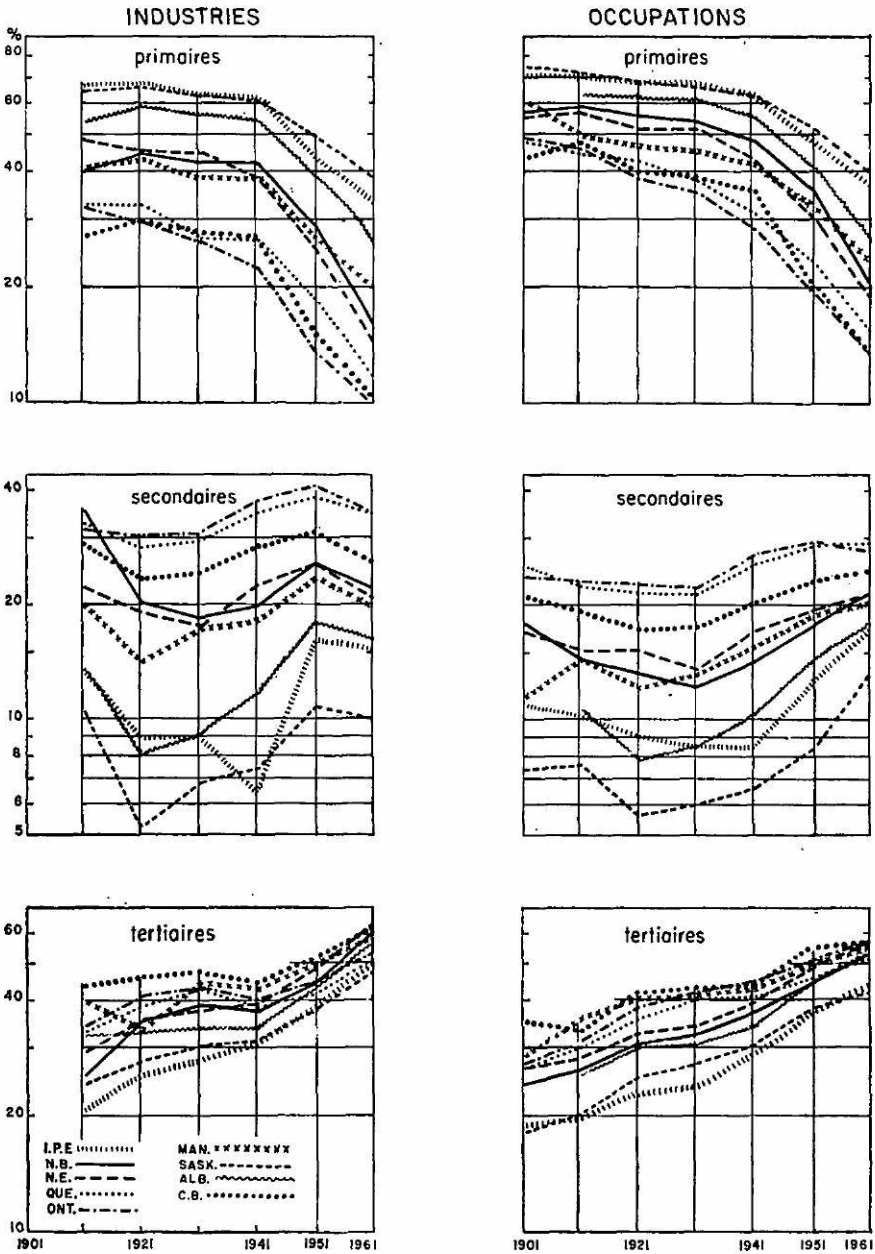 INDUSTRIES
OCCUPATIONS
%
80
60
40
20
10
primaires
primaires
40
20
10
8
6
5
secondaires
secondaires
60
40
20
10
tertiaires
tertiaires
I.P.E
N.B.
N.E.
QUE.
ONT.
MAN.
SASK.
ALB.
C.B.
1901 1921 1941 1951 1961
1901 1921 1941 1951 1961